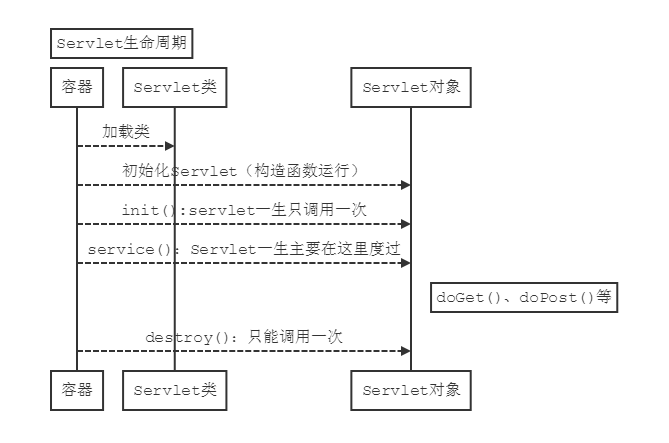 Servlet生命周期
容器 Servlet类 Servlet对象
加载类
初始化Servlet（构造函数运行）
init():servlet一生只调用一次
service()：Servlet一生主要在这里度过
doGet()、doPost()等
destroy()：只能调用一次
容器 Servlet类 Servlet对象